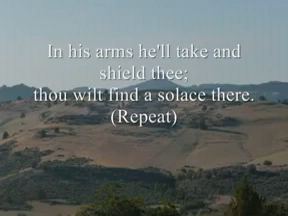 In his arms he'll take and
shield thee;
thou wilt find a solace there.
(Repeat)